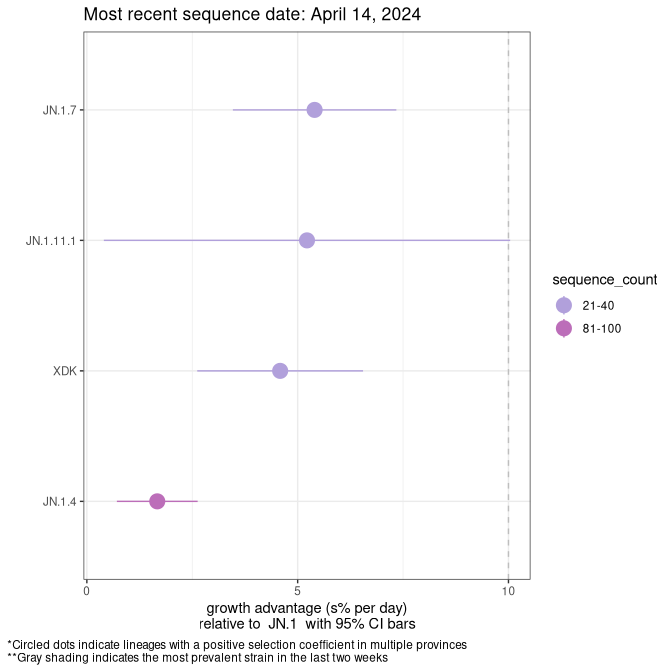 Most recent sequence date: April 14, 2024
JN.1.7
JN.1.11.1
XDK
JN.1.4
0
5
10
growth advantage (s% per day)
relative to  JN.1  with 95% CI bars
sequence_count
21-40
81-100
*Circled dots indicate lineages with a positive selection coefficient in multiple provinces
**Gray shading indicates the most prevalent strain in the last two weeks